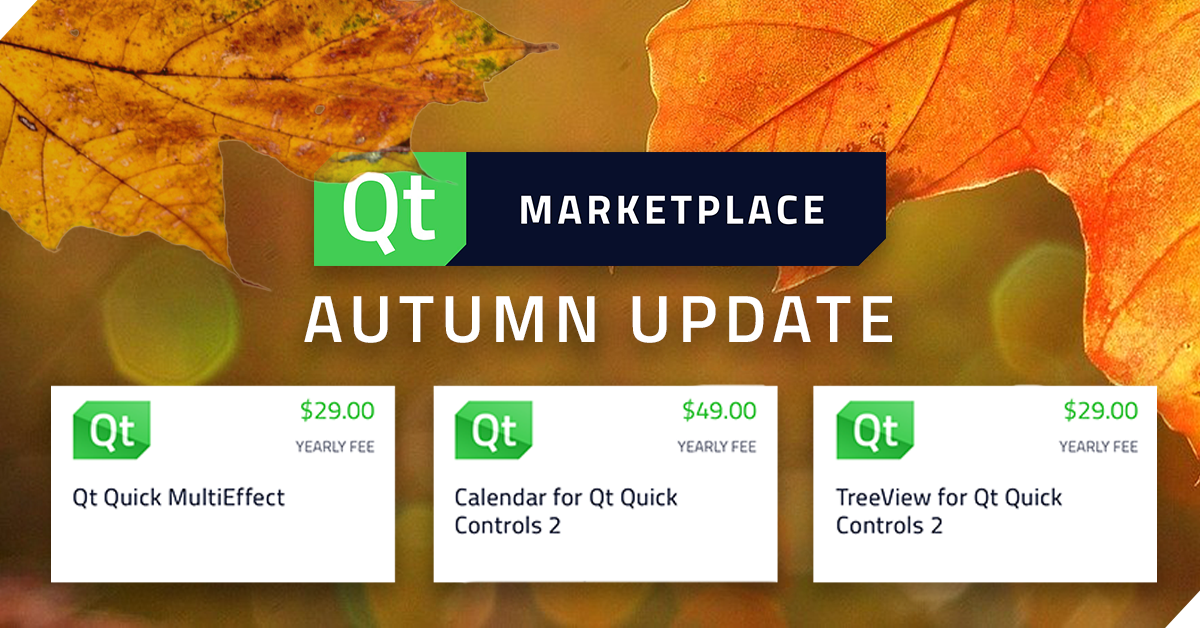 Qt MARKETPLACE
AUTUMN UPDATE
Qt
$29.00
YEARLY FEE
Qt Quick MultiEffect
Qt
$49.00
YEARLY FEE
Calendar for Qt Quick
Controls 2
Qt
$29.00
YEARLY FEE
TreeView for Qt Quick
Controls 2